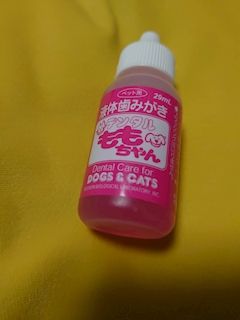 ペット用 25mL
液体歯みがき
デンタル
もも
ちゃん
Dental Care for
DOGS & CATS